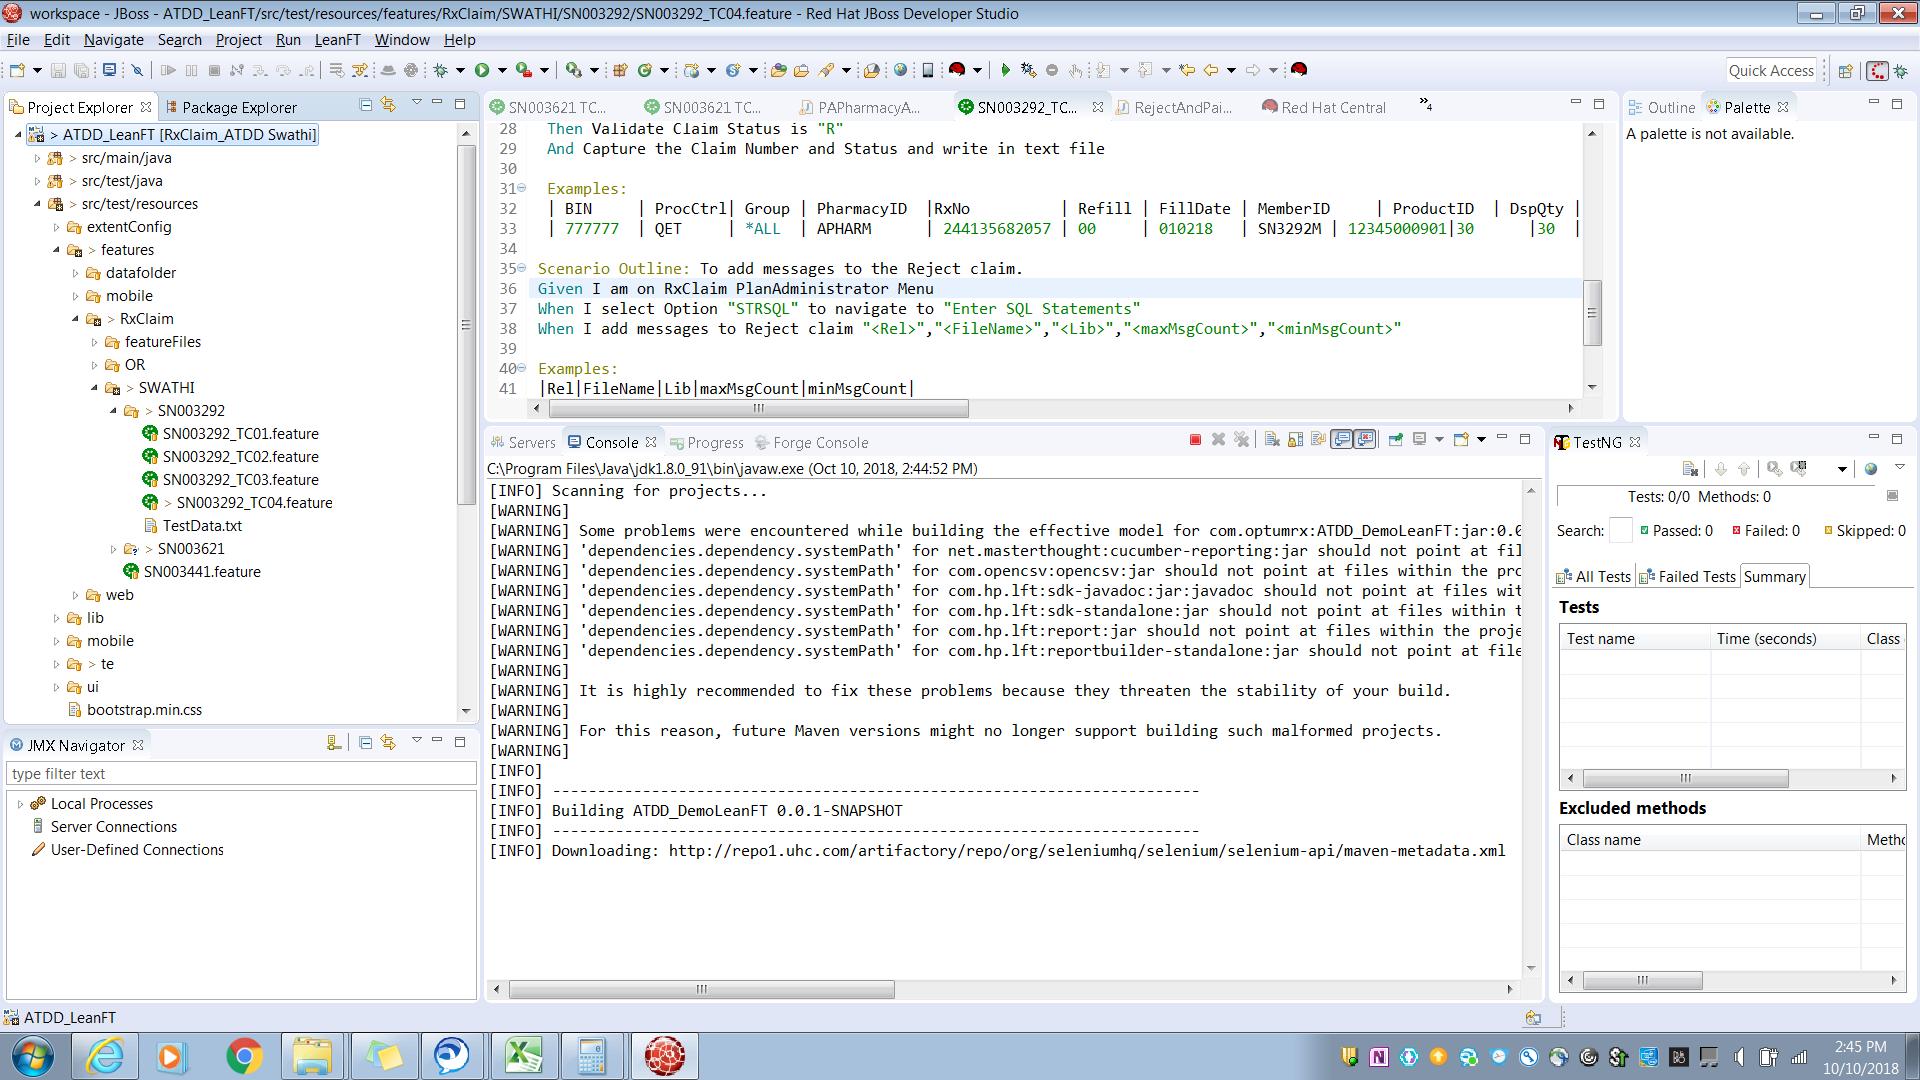 workspace - JBoss - ATDD_LeanFT/src/test/resources/features/RxClaim/SWATHI/SN003292/SN003292_TC04.feature - Red Hat JBoss Developer Studio
File Edit Navigate Search Project Run LeanFT Window Help
Quick Access
Project Explorer
Package Explorer
> ATDD_LeanFT [RxClaim_ATDD Swathi]
> src/main/java
> src/test/java
> src/test/resources
extentConfig
> features
datafolder
mobile
> RxClaim
featureFiles
OR
> SWATHI
> SN003292
SN003292_TC01.feature
SN003292_TC02.feature
SN003292_TC03.feature
> SN003292_TC04.feature
TestData.txt
> SN003621
SN003441.feature
web
lib
mobile
> te
ui
bootstrap.min.css
JMX Navigator
type filter text
Local Processes
Server Connections
User-Defined Connections
SN003621 TC...
SN003621 TC...
PAPharmacyA...
SN003292_TC...
RejectAndPai...
Red Hat Central
»4
28 Then Validate Claim Status is "R"
29 And Capture the Claim Number and Status and write in text file
30
31 Examples:
32 | BIN | ProcCtrl| Group | PharmacyID |RxNo | Refill | FillDate | MemberID | ProductID | DspQty |
33 | 777777 | QET | *ALL | APHARM | 244135682057 | 00 | 010218 | SN3292M | 12345000901|30 |30 |
34
35 Scenario Outline: To add messages to the Reject claim.
36 Given I am on RxClaim PlanAdministrator Menu
37 When I select Option "STRSQL" to navigate to "Enter SQL Statements"
38 When I add messages to Reject claim "<Rel>","<FileName>","<Lib>","<maxMsgCount>","<minMsgCount>"
39
40 Examples:
41 |Rel|FileName|Lib|maxMsgCount|minMsgCount|
Outline
Palette
A palette is not available.
Servers
Console
Progress
Forge Console
C:\Program Files\Java\jdk1.8.0_91\bin\javaw.exe (Oct 10, 2018, 2:44:52 PM)
[INFO] Scanning for projects...
[WARNING]
[WARNING] Some problems were encountered while building the effective model for com.optumrx:ATDD_DemoLeanFT:jar:0.0
[WARNING] 'dependencies.dependency.systemPath' for net.masterthought:cucumber-reporting:jar should not point at fil
[WARNING] 'dependencies.dependency.systemPath' for com.opencsv:opencsv:jar should not point at files within the pro
[WARNING] 'dependencies.dependency.systemPath' for com.hp.lft:sdk-javadoc:jar:javadoc should not point at files wit
[WARNING] 'dependencies.dependency.systemPath' for com.hp.lft:sdk-standalone:jar should not point at files within t
[WARNING] 'dependencies.dependency.systemPath' for com.hp.lft:report:jar should not point at files within the proje
[WARNING] 'dependencies.dependency.systemPath' for com.hp.lft:reportbuilder-standalone:jar should not point at file
[WARNING]
[WARNING] It is highly recommended to fix these problems because they threaten the stability of your build.
[WARNING]
[WARNING] For this reason, future Maven versions might no longer support building such malformed projects.
[WARNING]
[INFO]
[INFO] ------------------------------------------------------------------------
[INFO] Building ATDD_DemoLeanFT 0.0.1-SNAPSHOT
[INFO] ------------------------------------------------------------------------
[INFO] Downloading: http://repo1.uhc.com/artifactory/repo/org/seleniumhq/selenium/selenium-api/maven-metadata.xml
TestNG
Tests: 0/0 Methods: 0
Search: Passed: 0 Failed: 0 Skipped: 0
All Tests Failed Tests Summary
Tests
Test name Time (seconds) Class
Excluded methods
Class name Metho
ATDD_LeanFT
2:45 PM
10/10/2018